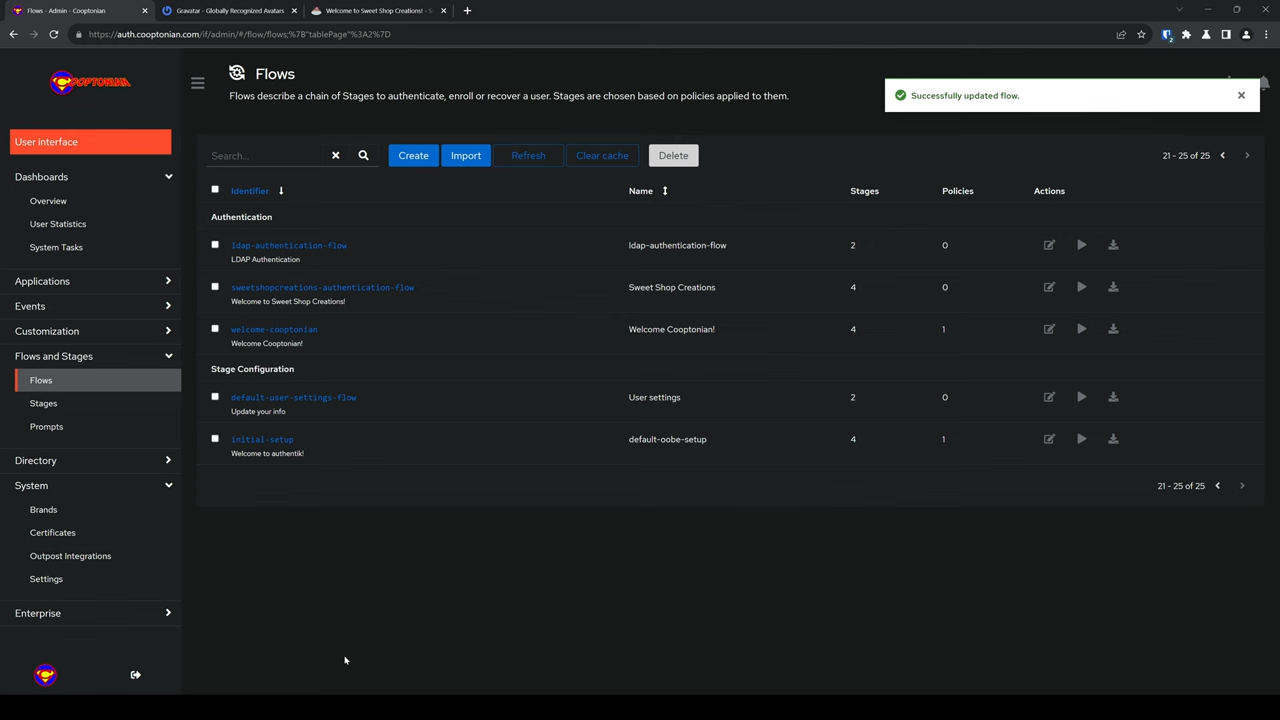 Flows - Admin - Cooptonian
Gravatar - Globally Recognized Avatars
Welcome to Sweet Shop Creations! - S
https://auth.cooptonian.com/if/admin/#/flow/flows;%7B"tablePage"%3A2%7D
COOPTONIAN
Flows
Flows describe a chain of Stages to authenticate, enroll or recover a user. Stages are chosen based on policies applied to them.
Successfully updated flow.
User interface
Dashboards
Overview
User Statistics
System Tasks
Applications
Events
Customization
Flows and Stages
Flows
Stages
Prompts
Directory
System
Brands
Certificates
Outpost Integrations
Settings
Enterprise
Search... Create Import Refresh Clear cache Delete 21 - 25 of 25
Identifier Name Stages Policies Actions
Authentication
ldap-authentication-flow ldap-authentication-flow 2 0
LDAP Authentication
sweetshopcreations-authentication-flow Sweet Shop Creations 4 0
Welcome to Sweet Shop Creations!
welcome-cooptonian Welcome Cooptonian! 4 1
Welcome Cooptonian!
Stage Configuration
default-user-settings-flow User settings 2 0
Update your info
initial-setup default-oobe-setup 4 1
Welcome to authentik!
21 - 25 of 25